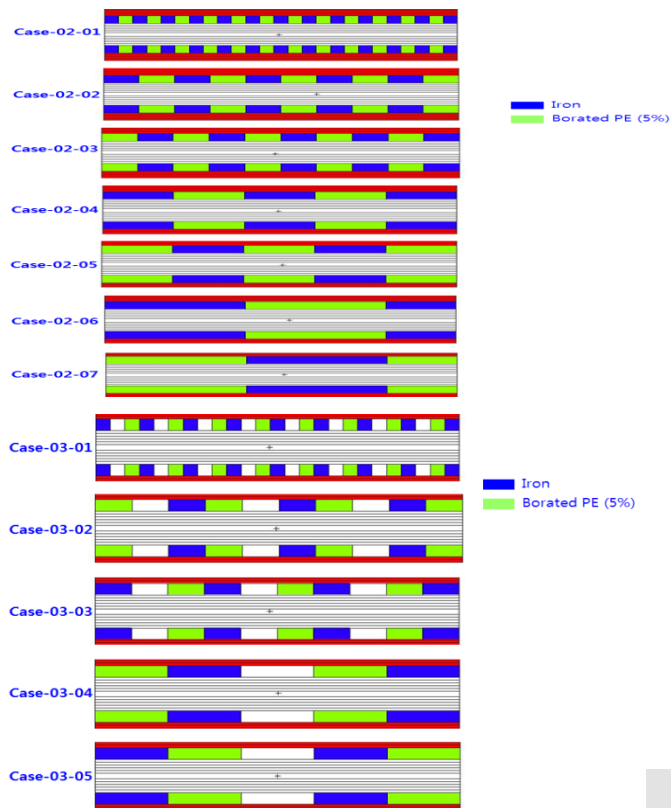 Case-02-01
Case-02-02
Iron
Borated PE (5%)
Case-02-03
Case-02-04
Case-02-05
Case-02-06
Case-02-07
Case-03-01
Iron
Borated PE (5%)
Case-03-02
Case-03-03
Case-03-04
Case-03-05